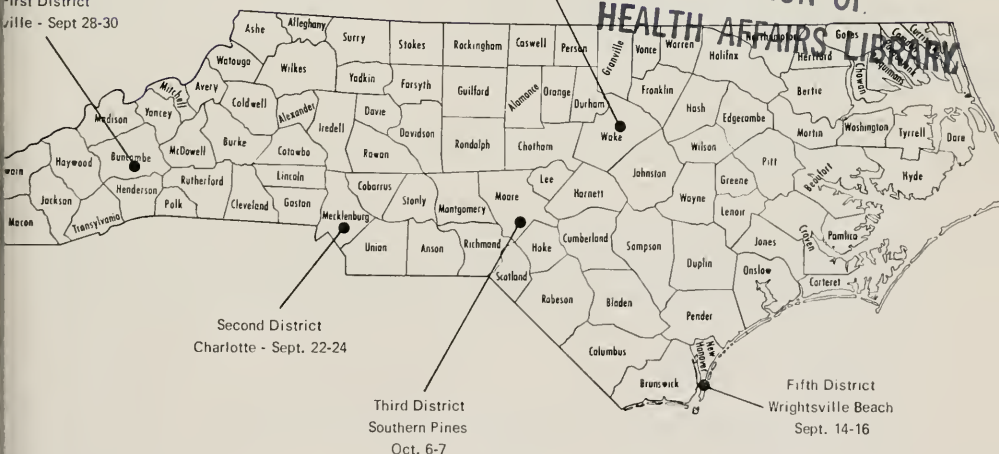 First District
ville - Sept 28-30
HEALTH AFFAIRS LIBRARY
Ashe
Alleghany
Surry
Stokes
Rockingham
Caswell
Person
Granville
Vance
Warren
Halifax
Northampton
Gates
Hertford
Watauga
Wilkes
Yadkin
Forsyth
Guilford
Alamance
Orange
Durham
Franklin
Nash
Edgecombe
Bertie
Chowan
Mitchell
Avery
Caldwell
Alexander
Iredell
Davie
Davidson
Randolph
Chatham
Wake
Wilson
Martin
Washington
Tyrrell
Dare
Madison
Yancey
McDowell
Burke
Catawba
Rowan
Johnston
Greene
Pitt
Beaufort
Hyde
Haywood
Buncombe
Rutherford
Lincoln
Cabarrus
Stanly
Montgomery
Moore
Lee
Harnett
Wayne
Lenoir
Craven
Pamlico
Jackson
Henderson
Polk
Cleveland
Gaston
Mecklenburg
Macon
Transylvania
Union
Anson
Richmond
Scotland
Hoke
Cumberland
Sampson
Duplin
Jones
Onslow
Carteret
Robeson
Bladen
Pender
Columbus
Brunswick
New Hanover
Second District
Charlotte - Sept. 22-24
Third District
Southern Pines
Oct. 6-7
Fifth District
Wrightsville Beach
Sept. 14-16